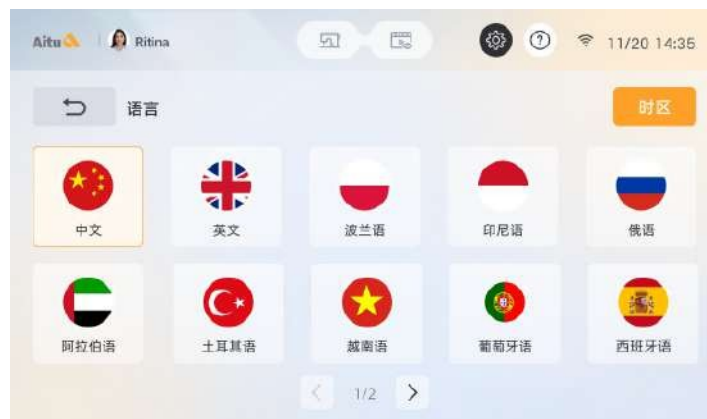 Aitu Ritina 11/20 14:35
语言 时区
中文 英文 波兰语 印尼语 俄语
阿拉伯语 土耳其语 越南语 葡萄牙语 西班牙语
1/2